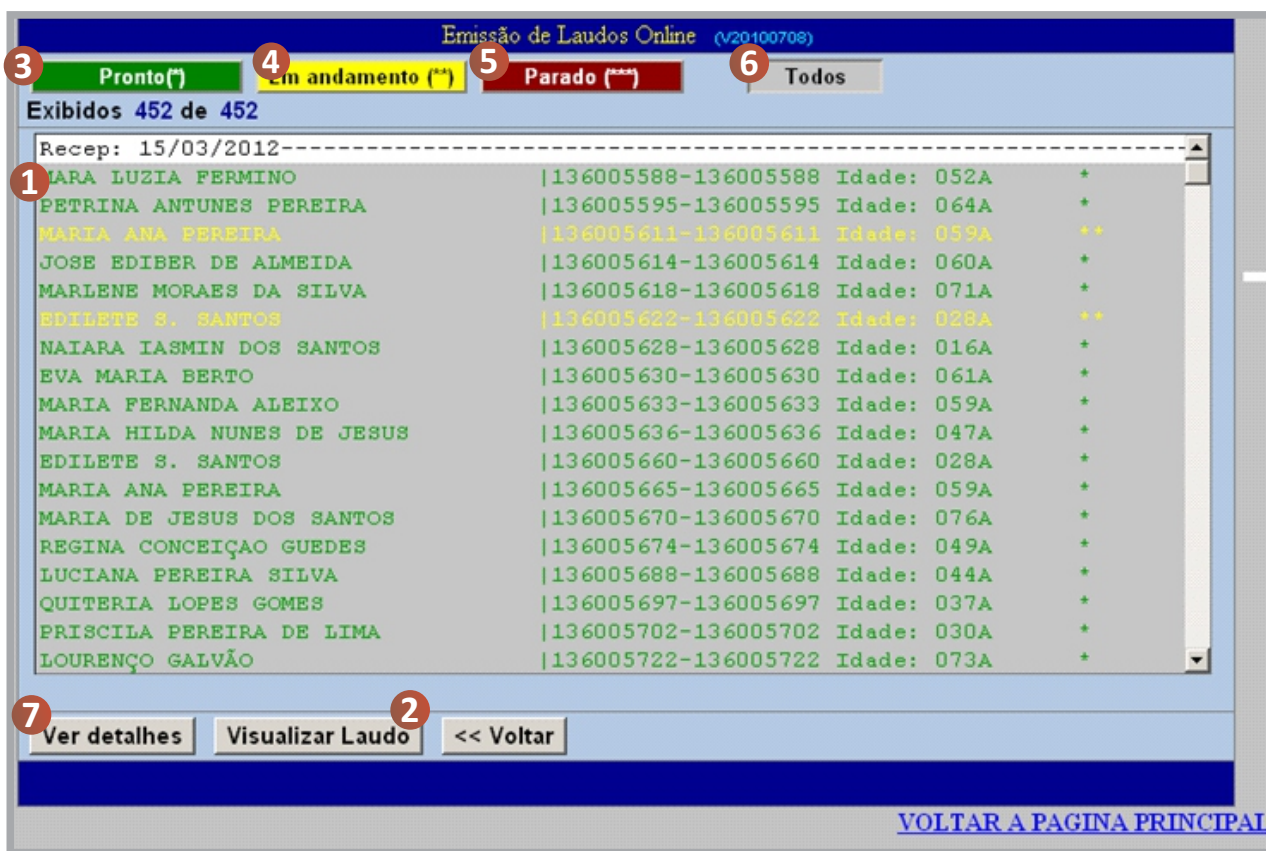 Emissão de Laudos Online (V20100708)
3 Pronto(*) 4 Em andamento (**) 5 Parado (***) 6 Todos
Exibidos 452 de 452
Recep: 15/03/2012----------------------------------------------------------------
1
MARA LUZIA FERMINO |136005588-136005588 Idade: 052A *
PETRINA ANTUNES PEREIRA |136005595-136005595 Idade: 064A *
MARIA ANA PEREIRA |136005611-136005611 Idade: 059A **
JOSE EDIBER DE ALMEIDA |136005614-136005614 Idade: 060A *
MARLENE MORAES DA SILVA |136005618-136005618 Idade: 071A *
EDILETE S. SANTOS |136005622-136005622 Idade: 028A **
NAIARA IASMIN DOS SANTOS |136005628-136005628 Idade: 016A *
EVA MARIA BERTO |136005630-136005630 Idade: 061A *
MARIA FERNANDA ALEIXO |136005633-136005633 Idade: 059A *
MARIA HILDA NUNES DE JESUS |136005636-136005636 Idade: 047A *
EDILETE S. SANTOS |136005660-136005660 Idade: 028A *
MARIA ANA PEREIRA |136005665-136005665 Idade: 059A *
MARIA DE JESUS DOS SANTOS |136005670-136005670 Idade: 076A *
REGINA CONCEIÇAO GUEDES |136005674-136005674 Idade: 049A *
LUCIANA PEREIRA SILVA |136005688-136005688 Idade: 044A *
QUITERIA LOPES GOMES |136005697-136005697 Idade: 037A *
PRISCILA PEREIRA DE LIMA |136005702-136005702 Idade: 030A *
LOURENÇO GALVÃO |136005722-136005722 Idade: 073A *
7 Ver detalhes Visualizar Laudo 2 << Voltar
VOLTAR A PAGINA PRINCIPAL